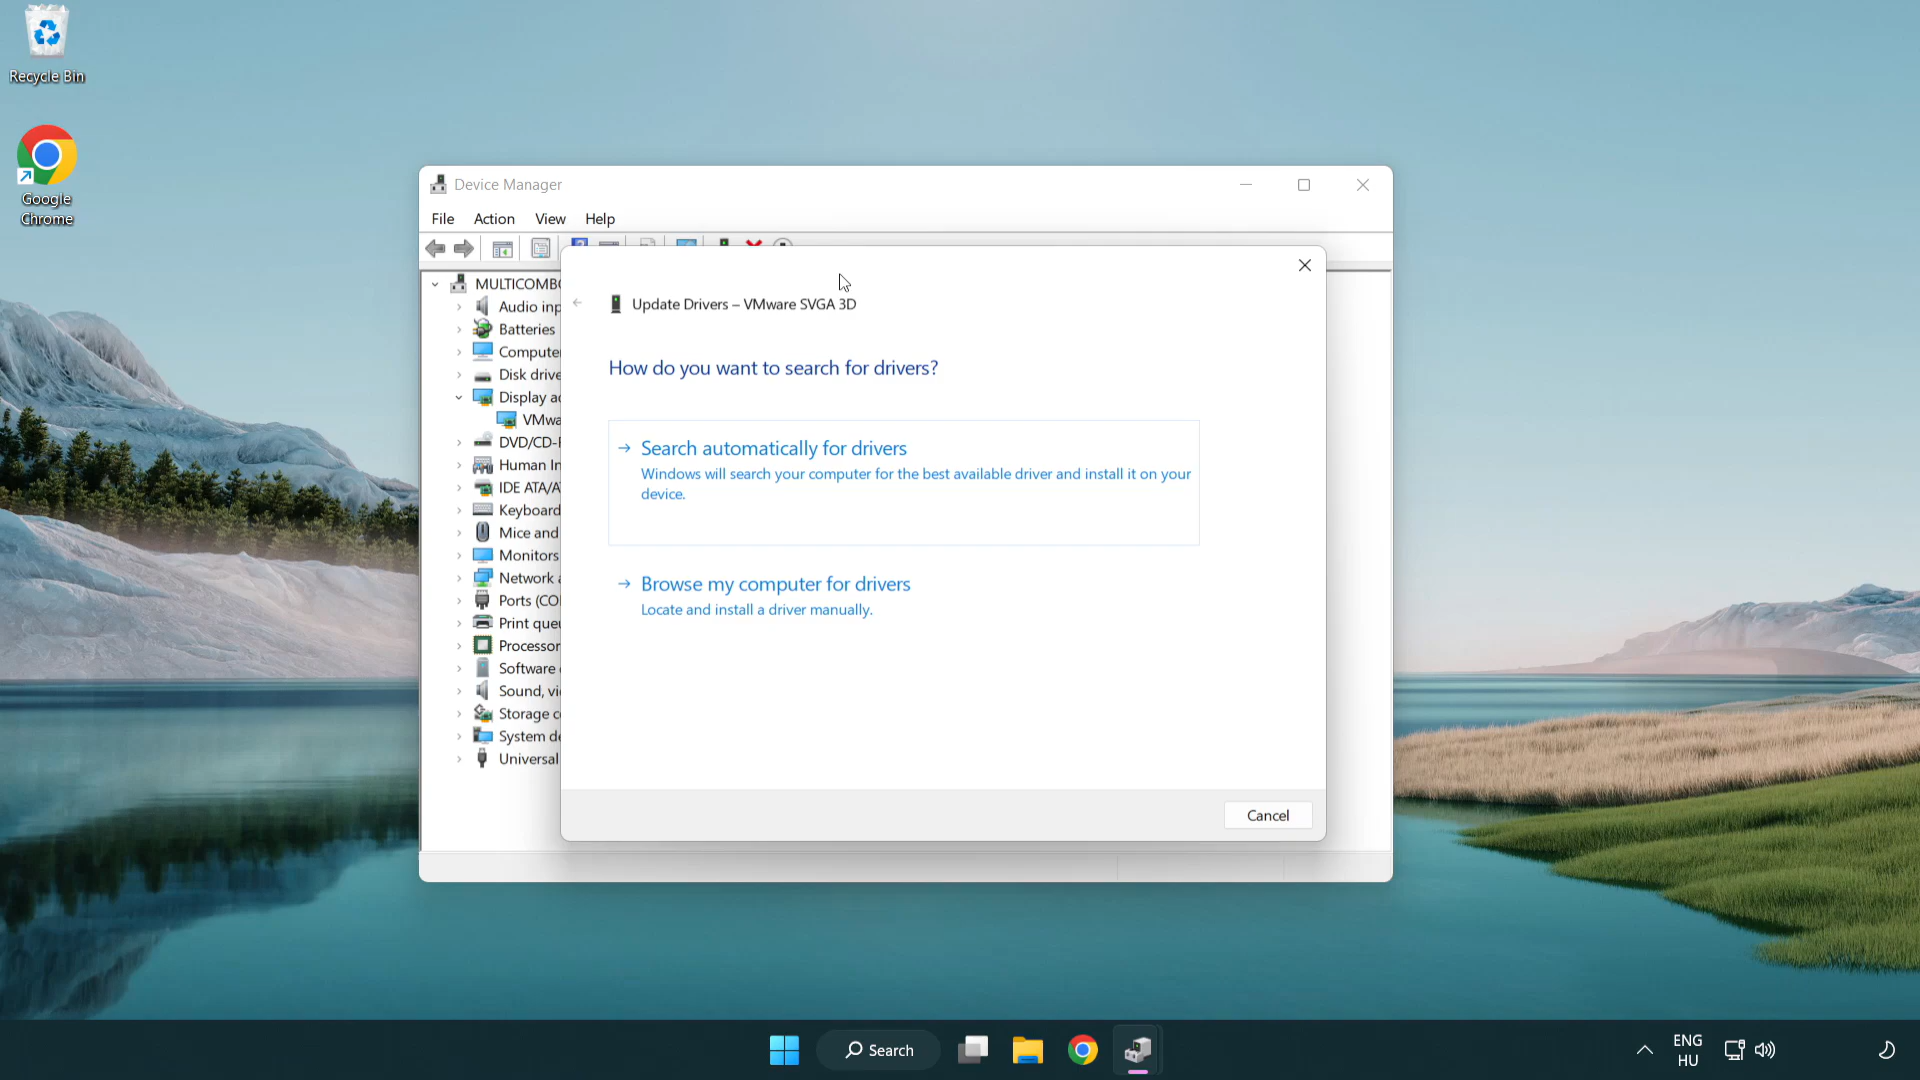 Recycle Bin
Google
Chrome
Device Manager
File Action View Help
MULTICOMBO
Audio inp
Batteries
Compute
Disk drive
Display a
VMwa
DVD/CD-
Human In
IDE ATA/A
Keyboard
Mice and
Monitors
Network a
Ports (CO
Print que
Processor
Software
Sound, vi
Storage c
System de
Universal
Update Drivers – VMware SVGA 3D
How do you want to search for drivers?
Search automatically for drivers
Windows will search your computer for the best available driver and install it on your
device.
Browse my computer for drivers
Locate and install a driver manually.
Cancel
Search
ENG
HU